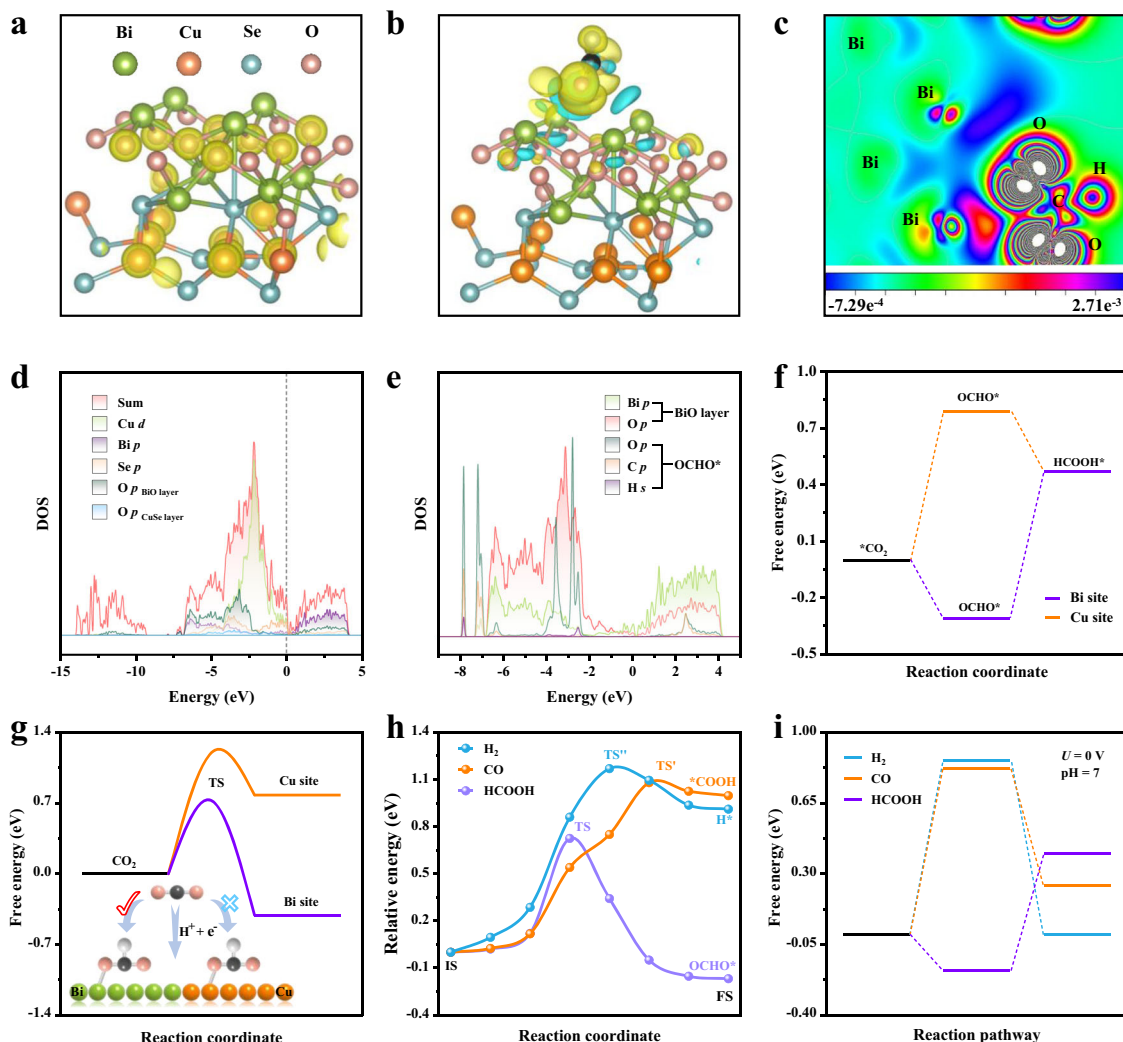 a
Bi Cu Se O
b
c
Bi
Bi
O
Bi
H
C
Bi
O
-7.29e-4 2.71e-3
d
Sum
Cu d
Bi p
Se p
O p BiO layer
O p CuSe layer
DOS
-15 -10 -5 0 5
Energy (eV)
e
Bi p
O p
BiO layer
O p
C p
H s
OCHO*
DOS
-8 -6 -4 -2 0 2 4
Energy (eV)
f
1.0
0.7
0.4
0.1
-0.2
-0.5
Free energy (eV)
OCHO*
HCOOH*
*CO2
OCHO*
Bi site
Cu site
Reaction coordinate
g
1.4
0.7
0.0
-0.7
-1.4
Free energy (eV)
TS
Cu site
CO2
Bi site
H+ + e-
Bi Cu
Reaction coordinate
h
1.4
1.1
0.8
0.5
0.2
-0.1
-0.4
Relative energy (eV)
H2
CO
HCOOH
TS''
TS'
*COOH
H*
TS
IS
OCHO*
FS
Reaction coordinate
i
1.00
0.65
0.30
-0.05
-0.40
Free energy (eV)
H2
CO
HCOOH
U = 0 V
pH = 7
Reaction pathway